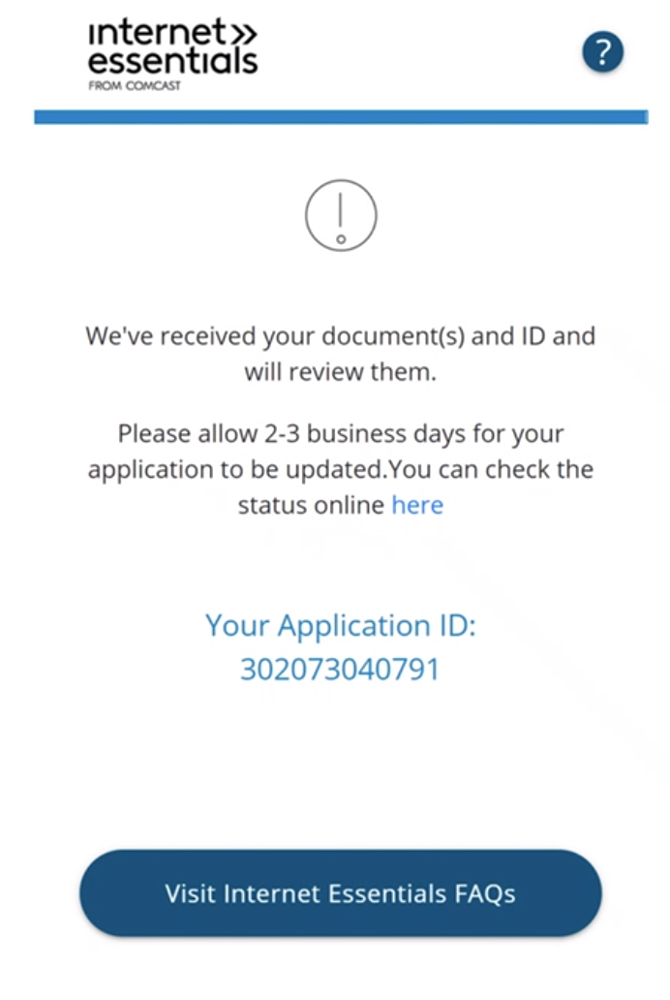 internet»
essentials
FROM COMCAST
?
We've received your document(s) and ID and
will review them.
Please allow 2-3 business days for your
application to be updated.You can check the
status online here
Your Application ID:
302073040791
Visit Internet Essentials FAQs